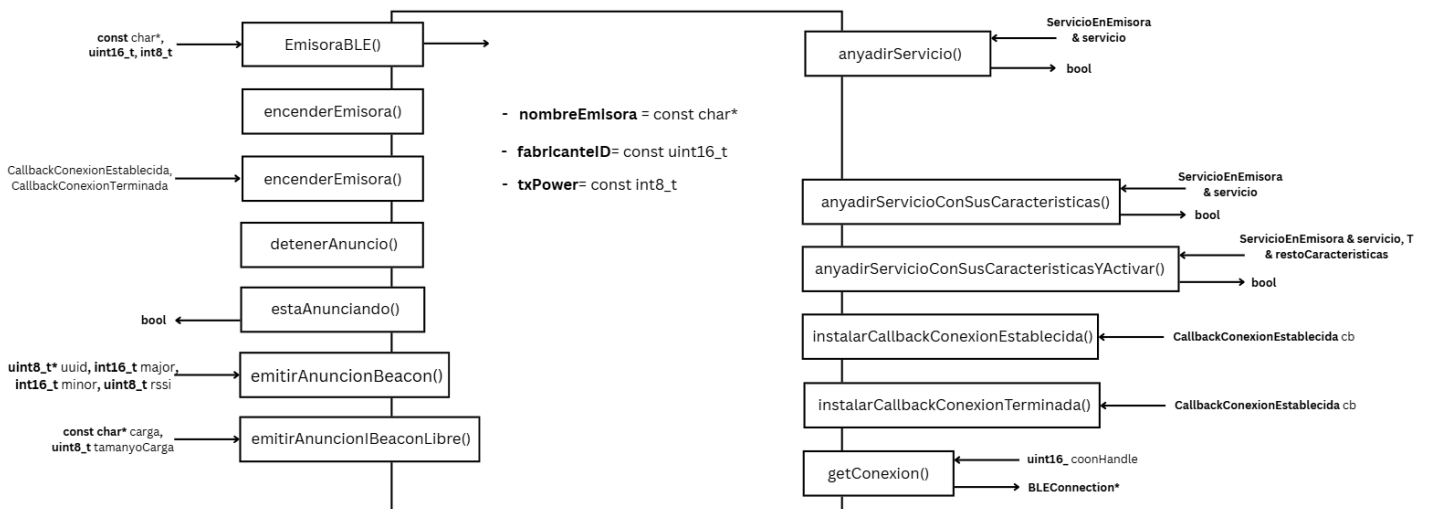 const char*,
uint16_t, int8_t
EmisoraBLE()
encenderEmisora()
CallbackConexionEstablecida,
CallbackConexionTerminada
encenderEmisora()
detenerAnuncio()
bool
estaAnunciando()
uint8_t* uuid, int16_t major,
int16_t minor, uint8_t rssi
emitirAnuncionBeacon()
const char* carga,
uint8_t tamanyoCarga
emitirAnuncionIBeaconLibre()
- nombreEmIsora = const char*
- fabricanteID= const uint16_t
- txPower= const int8_t
anyadirServicio()
ServicioEnEmisora
& servicio
bool
anyadirServicioConSusCaracteristicas()
ServicioEnEmisora
& servicio
bool
anyadirServicioConSusCaracteristicasYActivar()
ServicioEnEmisora & servicio, T
& restoCaracteristicas
bool
instalarCallbackConexionEstablecida()
CallbackConexionEstablecida cb
instalarCallbackConexionTerminada()
CallbackConexionEstablecida cb
getConexion()
uint16_ coonHandle
BLEConnection*